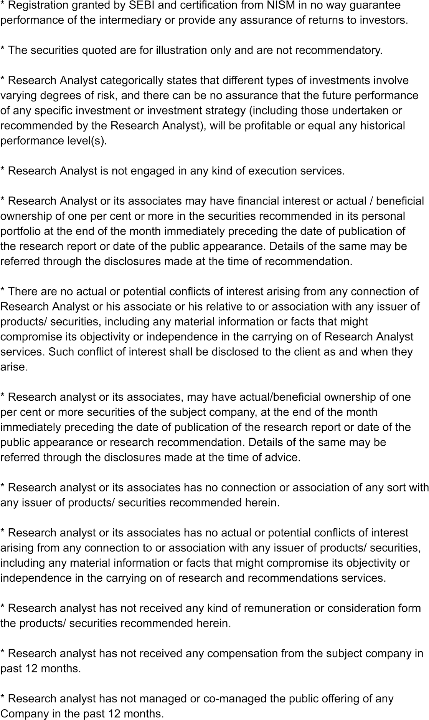 * Registration granted by SEBI and certification from NISM in no way guarantee
performance of the intermediary or provide any assurance of returns to investors.
* The securities quoted are for illustration only and are not recommendatory.
* Research Analyst categorically states that different types of investments involve
varying degrees of risk, and there can be no assurance that the future performance
of any specific investment or investment strategy (including those undertaken or
recommended by the Research Analyst), will be profitable or equal any historical
performance level(s).
* Research Analyst is not engaged in any kind of execution services.
* Research Analyst or its associates may have financial interest or actual / beneficial
ownership of one per cent or more in the securities recommended in its personal
portfolio at the end of the month immediately preceding the date of publication of
the research report or date of the public appearance. Details of the same may be
referred through the disclosures made at the time of recommendation.
* There are no actual or potential conflicts of interest arising from any connection of
Research Analyst or his associate or his relative to or association with any issuer of
products/ securities, including any material information or facts that might
compromise its objectivity or independence in the carrying on of Research Analyst
services. Such conflict of interest shall be disclosed to the client as and when they
arise.
* Research analyst or its associates, may have actual/beneficial ownership of one
per cent or more securities of the subject company, at the end of the month
immediately preceding the date of publication of the research report or date of the
public appearance or research recommendation. Details of the same may be
referred through the disclosures made at the time of advice.
* Research analyst or its associates has no connection or association of any sort with
any issuer of products/ securities recommended herein.
* Research analyst or its associates has no actual or potential conflicts of interest
arising from any connection to or association with any issuer of products/ securities,
including any material information or facts that might compromise its objectivity or
independence in the carrying on of research and recommendations services.
* Research analyst has not received any kind of remuneration or consideration form
the products/ securities recommended herein.
* Research analyst has not received any compensation from the subject company in
past 12 months.
* Research analyst has not managed or co-managed the public offering of any
Company in the past 12 months.